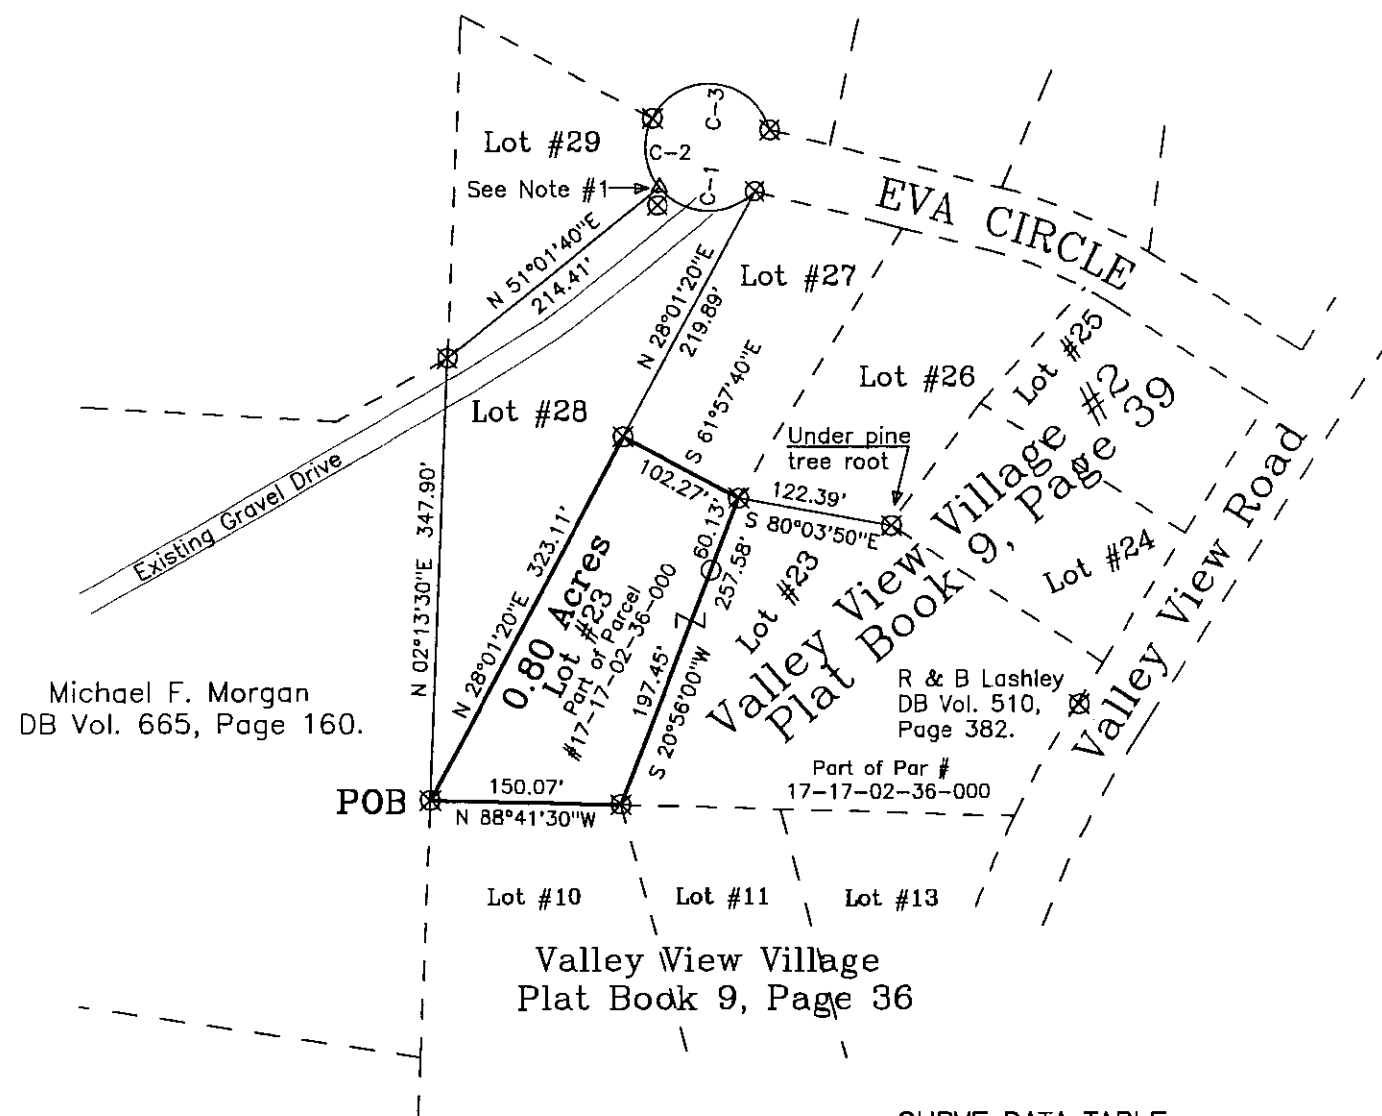 C-3
Lot #29
C-2
See Note #1
C-1
EVA CIRCLE
N 51°01'40"E
214.41'
Lot #27
N 28°01'20"E
219.89'
Lot #25
Lot #26
S 61°57'40"E
Lot #28
Under pine
tree root
102.27'
122.39'
S 80°03'50"E
Existing Gravel Drive
N 02°13'30"E 347.90'
N 28°01'20"E 323.11'
0.80 Acres
Lot #23
Part of Parcel
#17-17-02-36-000
60.13'
257.58'
197.45'
S 20°56'00"W
Lot #23
Valley View Village #2
Plat Book 9, Page 39
Lot #24
Valley View Road
Michael F. Morgan
DB Vol. 665, Page 160.
R & B Lashley
DB Vol. 510,
Page 382.
Part of Par #
17-17-02-36-000
POB
150.07'
N 88°41'30"W
Lot #10
Lot #11
Lot #13
Valley View Village
Plat Book 9, Page 36
CURVE DATA TABLE